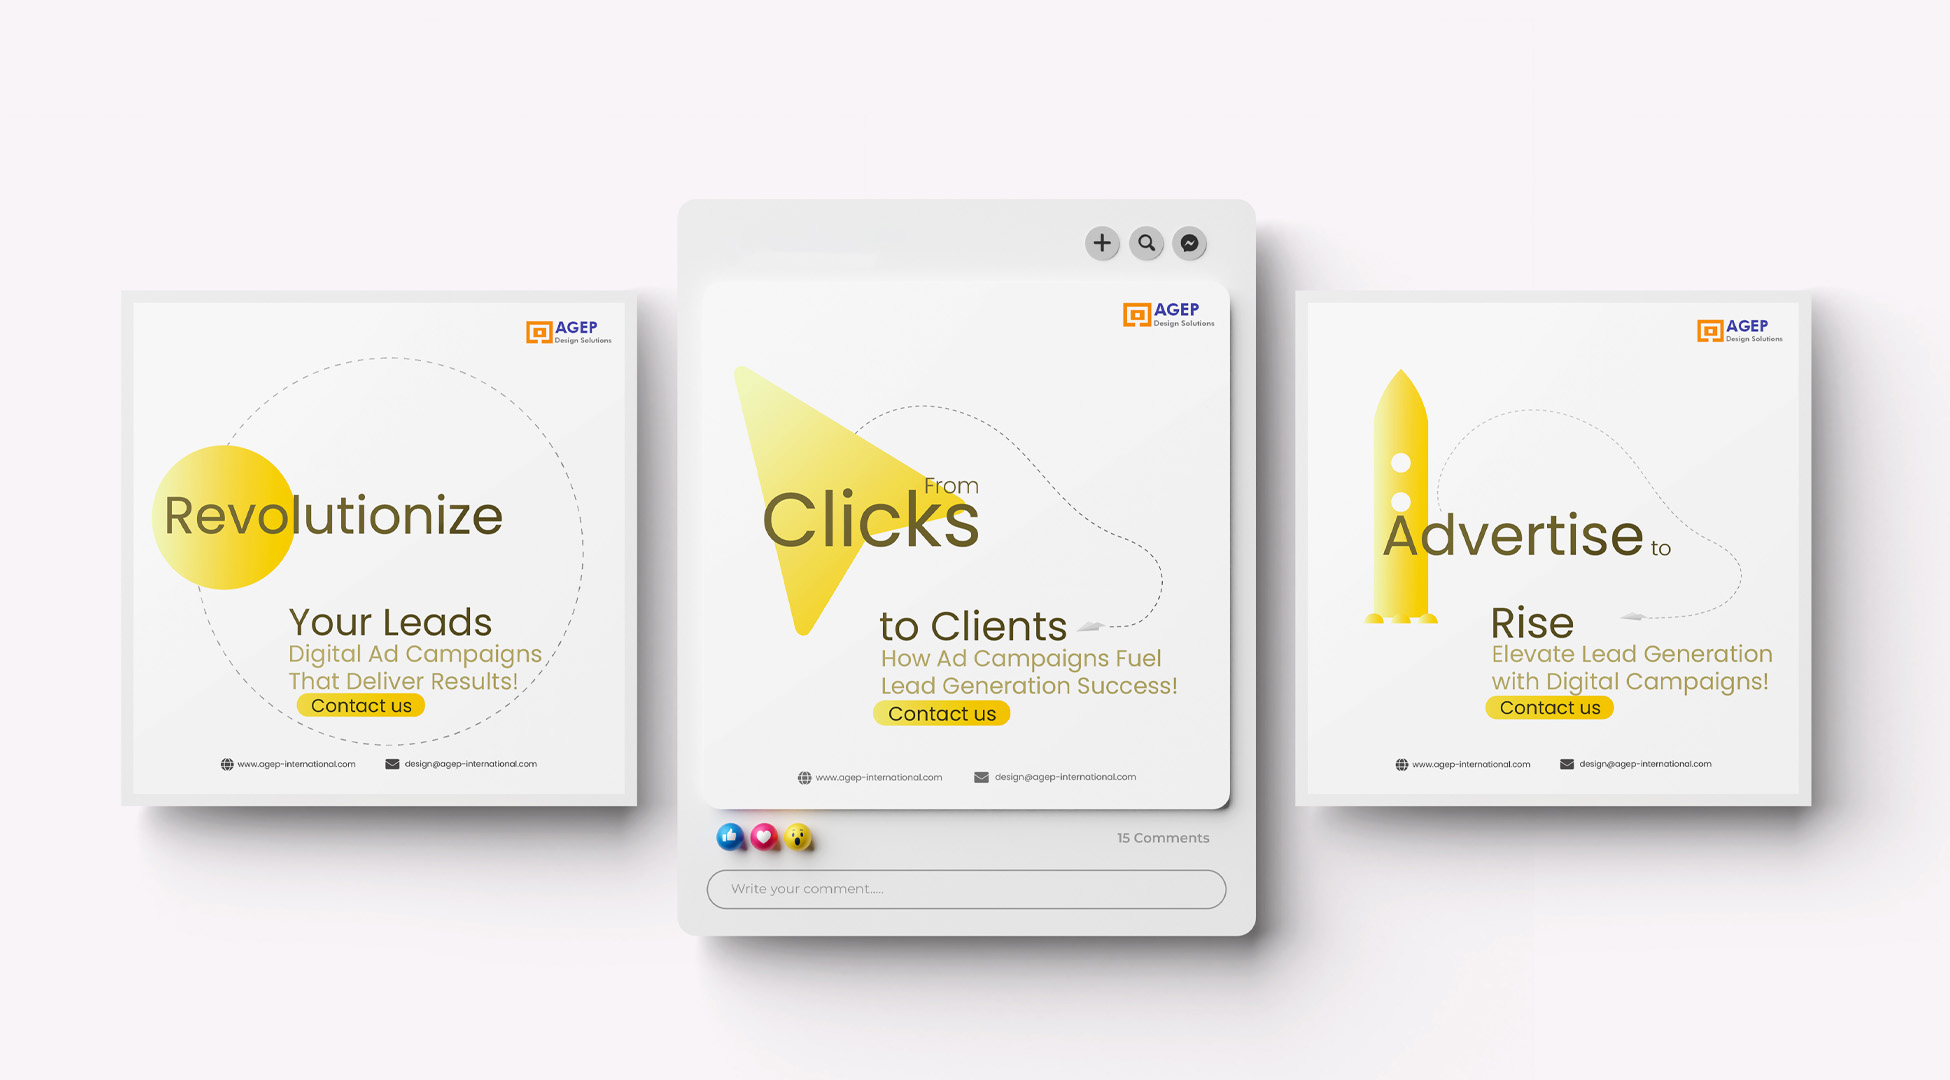 AGEP
Design Solutions
Revolutionize
Your Leads
Digital Ad Campaigns
That Deliver Results!
Contact us
www.agep-international.com
design@agep-international.com
AGEP
Design Solutions
From
Clicks
to Clients
How Ad Campaigns Fuel
Lead Generation Success!
Contact us
www.agep-international.com
design@agep-international.com
15 Comments
Write your comment.....
AGEP
Design Solutions
Advertise to
Rise
Elevate Lead Generation
with Digital Campaigns!
Contact us
www.agep-international.com
design@agep-international.com